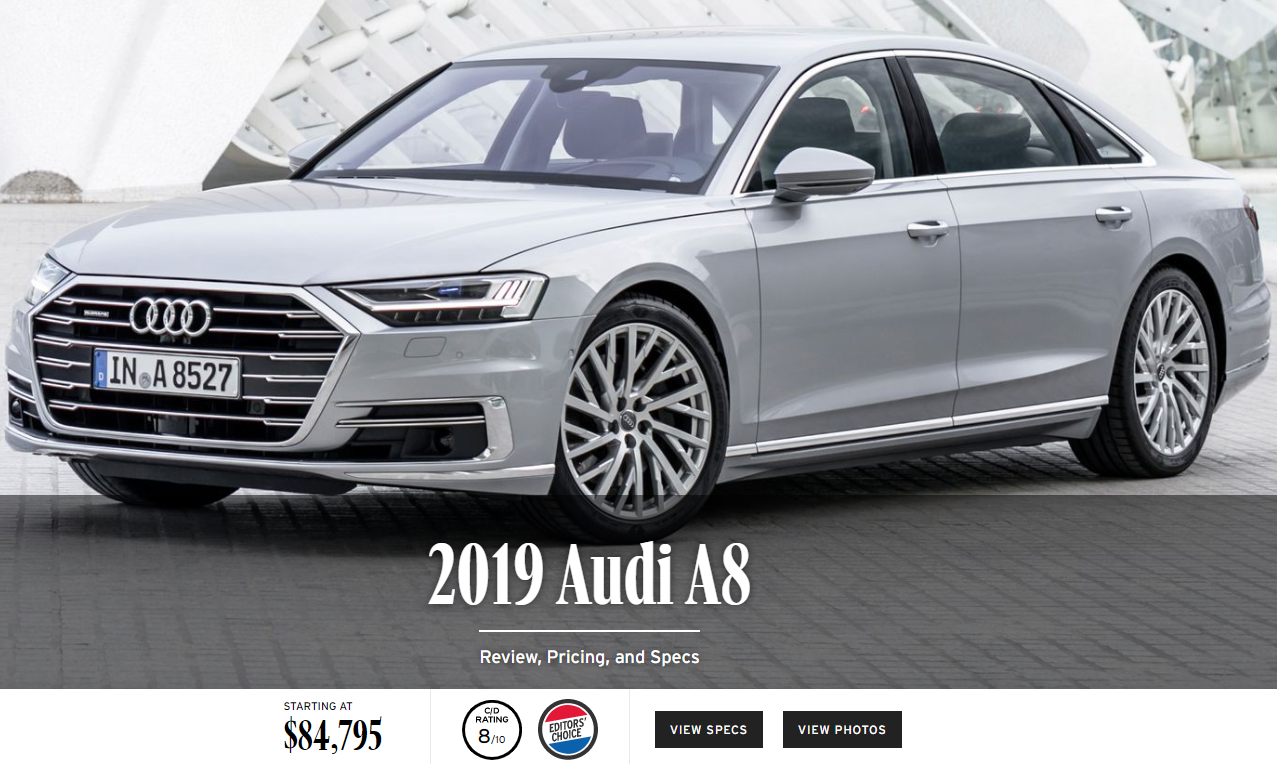 IN A 8527
D
2019 Audi A8
Review, Pricing, and Specs
STARTING AT
$84,795
C/D
RATING
8/10
EDITORS'
CHOICE
VIEW SPECS
VIEW PHOTOS